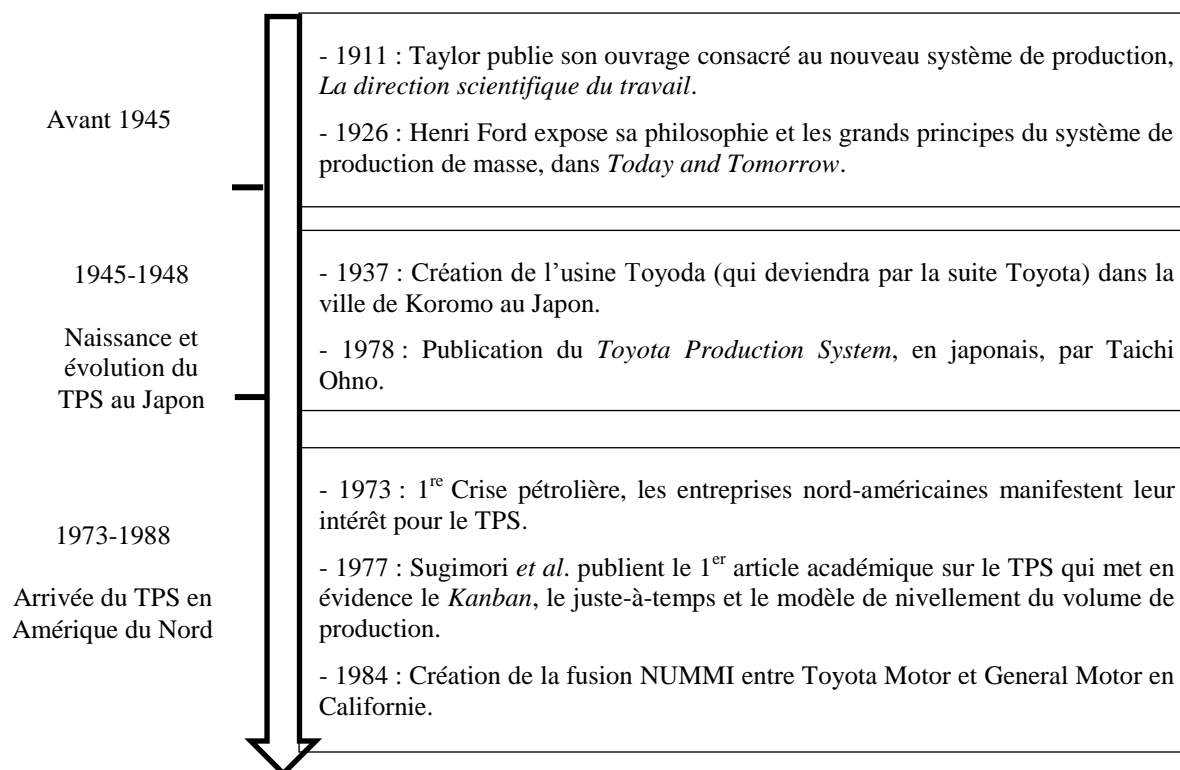 Avant 1945
- 1911 : Taylor publie son ouvrage consacré au nouveau système de production,
La direction scientifique du travail.
- 1926 : Henri Ford expose sa philosophie et les grands principes du système de
production de masse, dans Today and Tomorrow.
1945-1948
Naissance et
évolution du
TPS au Japon
- 1937 : Création de l’usine Toyoda (qui deviendra par la suite Toyota) dans la
ville de Koromo au Japon.
- 1978 : Publication du Toyota Production System, en japonais, par Taichi
Ohno.
1973-1988
Arrivée du TPS en
Amérique du Nord
- 1973 : 1re Crise pétrolière, les entreprises nord-américaines manifestent leur
intérêt pour le TPS.
- 1977 : Sugimori et al. publient le 1er article académique sur le TPS qui met en
évidence le Kanban, le juste-à-temps et le modèle de nivellement du volume de
production.
- 1984 : Création de la fusion NUMMI entre Toyota Motor et General Motor en
Californie.